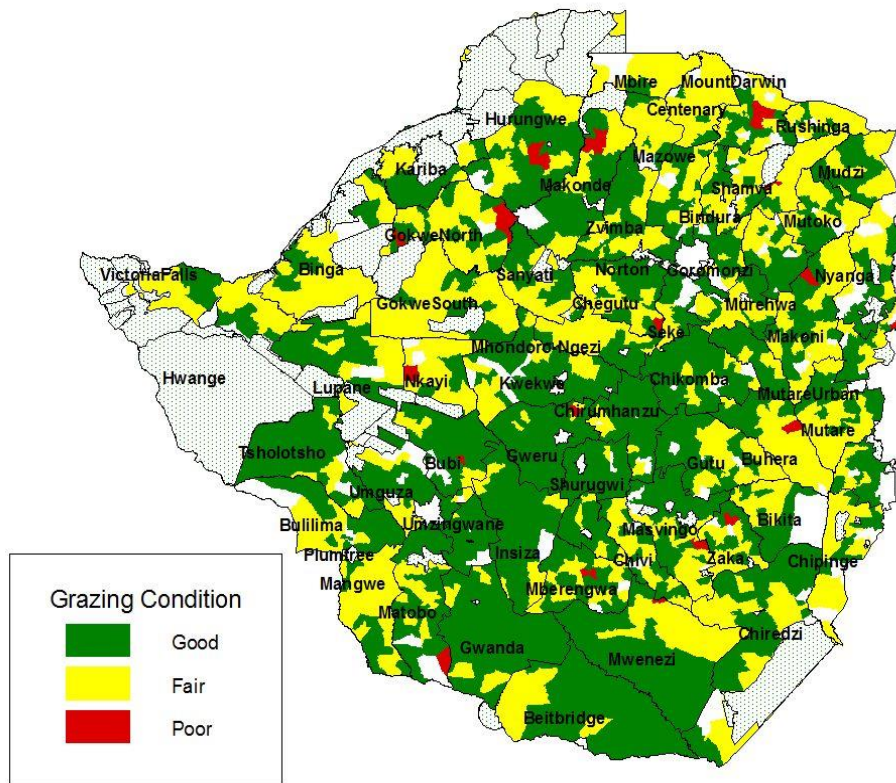 Mbire
MountDarwin
Centenary
Hurungwe
Rushinga
Kariba
Mazowe
Mudzi
Makonde
Shamva
Bindura
Mutoko
Zvimba
GokweNorth
Binga
VictoriaFalls
Sanyati
Norton
Goromonzi
Nyanga
GokweSouth
Chegutu
Murehwa
Seke
Makoni
Mhondoro-Ngezi
Hwange
Lupane
Nkayi
Kwekwe
Chikomba
MutareUrban
Chirumhanzu
Mutare
Tsholotsho
Bubi
Gweru
Gutu
Buhera
Shurugwi
Umguza
Bulilima
Umzingwane
Masvingo
Bikita
Plumtree
Insiza
Chivi
Zaka
Chipinge
Mangwe
Mberengwa
Matobo
Chiredzi
Gwanda
Mwenezi
Beitbridge
Grazing Condition
Good
Fair
Poor